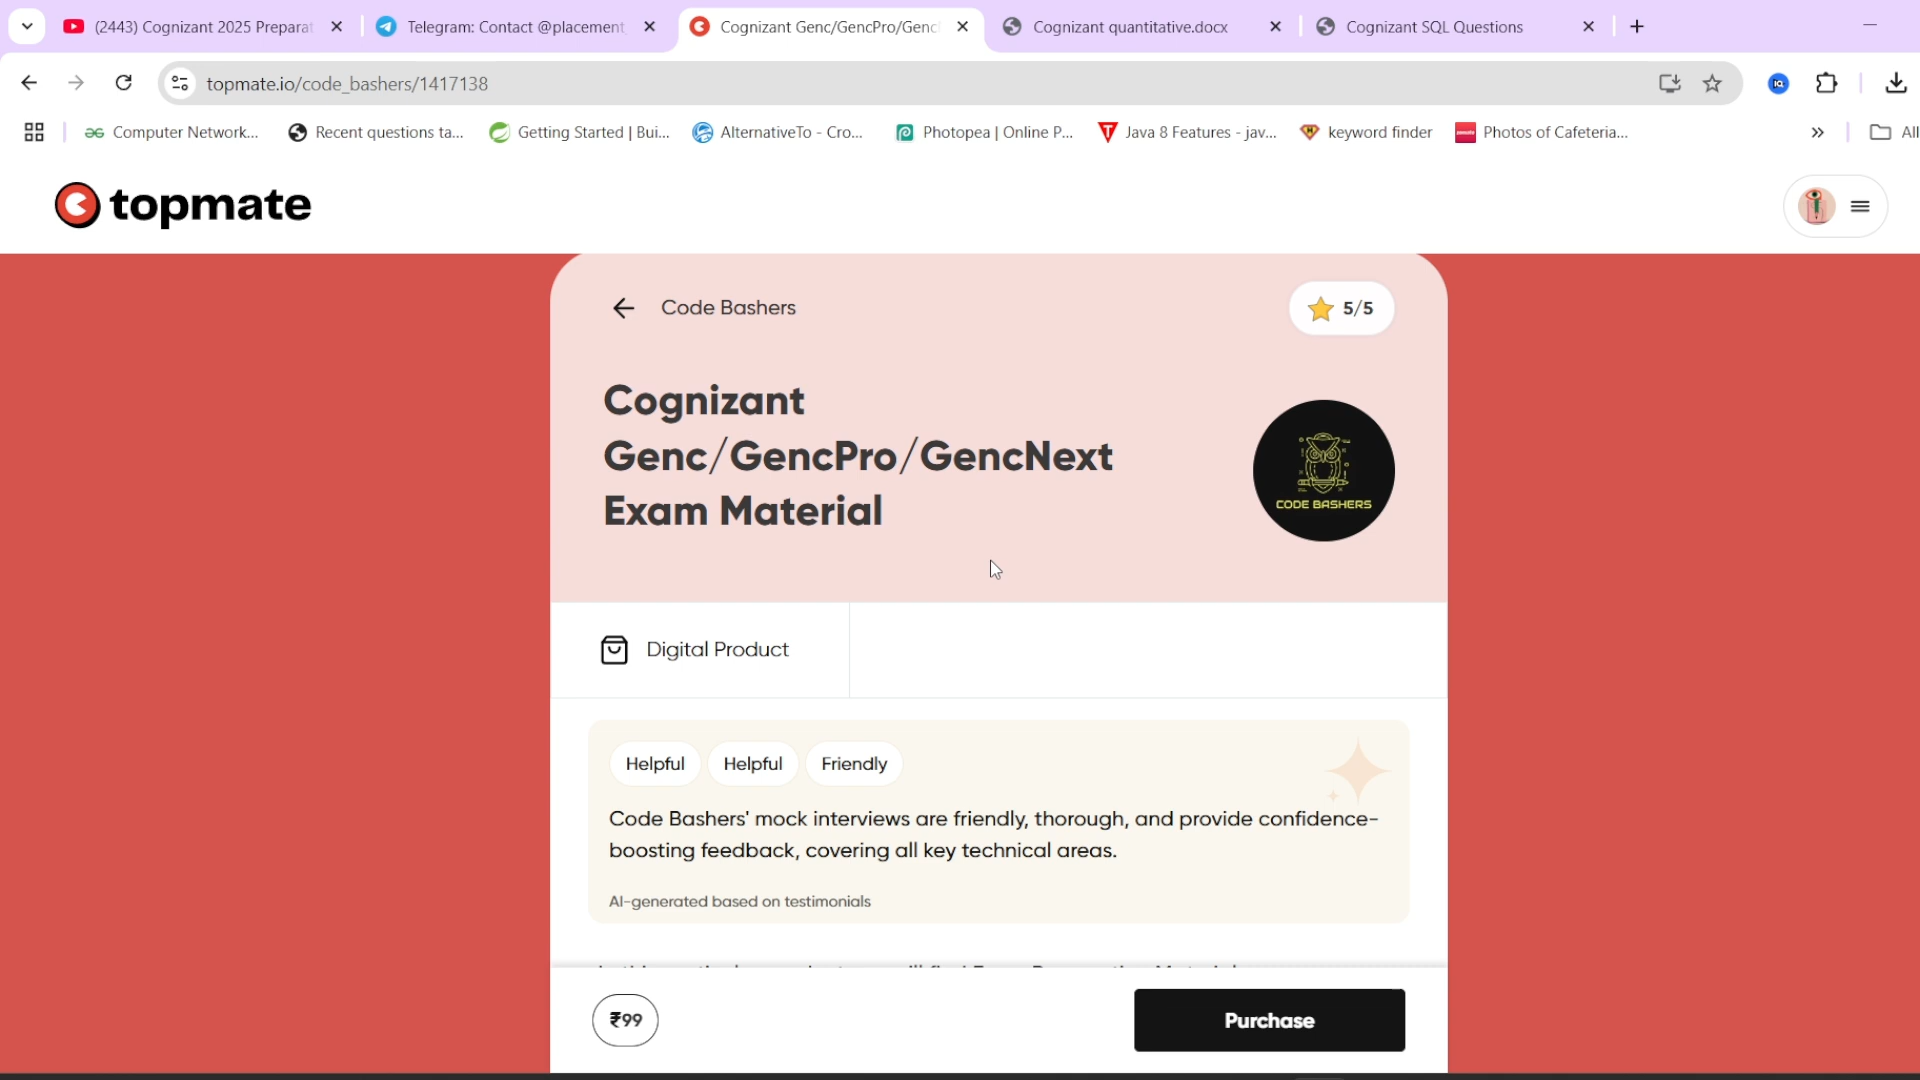 (2443) Cognizant 2025 Preparat
Telegram: Contact @placement
Cognizant Genc/GencPro/Genc
Cognizant quantitative.docx
Cognizant SQL Questions
topmate.io/code_bashers/1417138
Computer Network...
Recent questions ta...
Getting Started | Bui...
AlternativeTo - Cro...
Photopea | Online P...
Java 8 Features - jav...
keyword finder
Photos of Cafeteria...
All
topmate
Code Bashers
5/5
Cognizant
Genc/GencPro/GencNext
Exam Material
CODE BASHERS
Digital Product
Helpful
Helpful
Friendly
Code Bashers' mock interviews are friendly, thorough, and provide confidence-
boosting feedback, covering all key technical areas.
AI-generated based on testimonials
₹99
Purchase